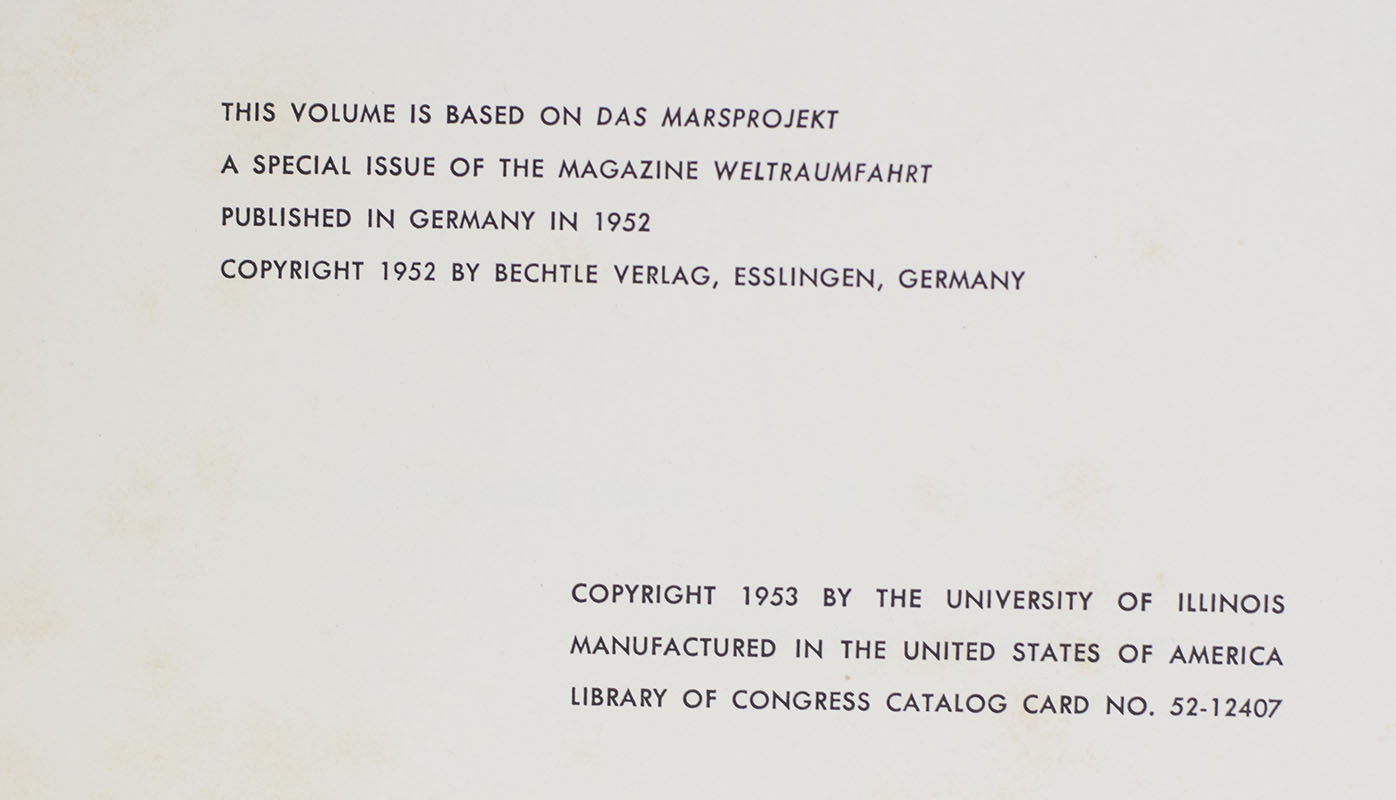 THIS VOLUME IS BASED ON DAS MARSPROJEKT
A SPECIAL ISSUE OF THE MAGAZINE WELTRAUMFAHRT
PUBLISHED IN GERMANY IN 1952
COPYRIGHT 1952 BY BECHTLE VERLAG, ESSLINGEN, GERMANY
COPYRIGHT 1953 BY THE UNIVERSITY OF ILLINOIS
MANUFACTURED IN THE UNITED STATES OF AMERICA
LIBRARY OF CONGRESS CATALOG CARD NO. 52-12407